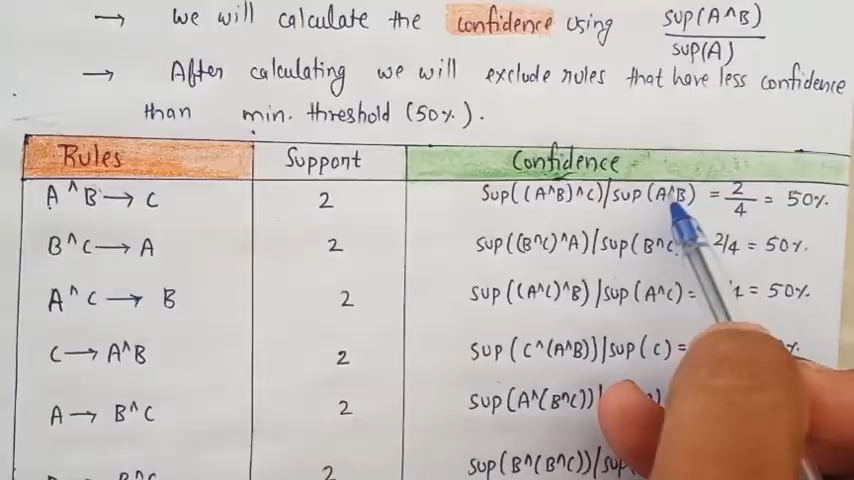 → we will calculate the confidence using sup(A^B)
sup(A)
→ After calculating we will exclude rules that have less confidence
than min. threshold (50%).
Rules Support Confidence
A^B → C 2 sup((A^B)^C)/sup(A^B) = 2/4 = 50%.
B^C → A 2 sup((B^C)^A)/sup(B^C 2/4 = 50%.
A^C → B 2 sup((A^C)^B)/sup(A^C) = = 50%.
C → A^B 2 sup(C^(A^B))/sup(C) = %.
A → B^C 2 sup(A^(B^C))/
B^C 2 sup(B^(B^C))/sup